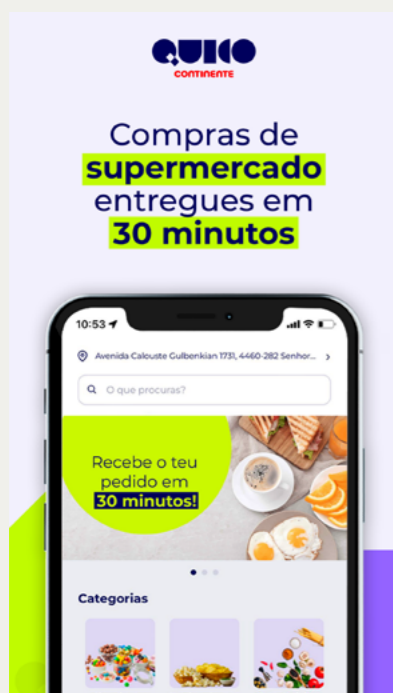 QUICO
CONTINENTE
Compras de
supermercado
entregues em
30 minutos
10:53
Avenida Calouste Gulbenkian 1731, 4460-282 Senhor...
O que procuras?
Recebe o teu
pedido em
30 minutos!
Categorias